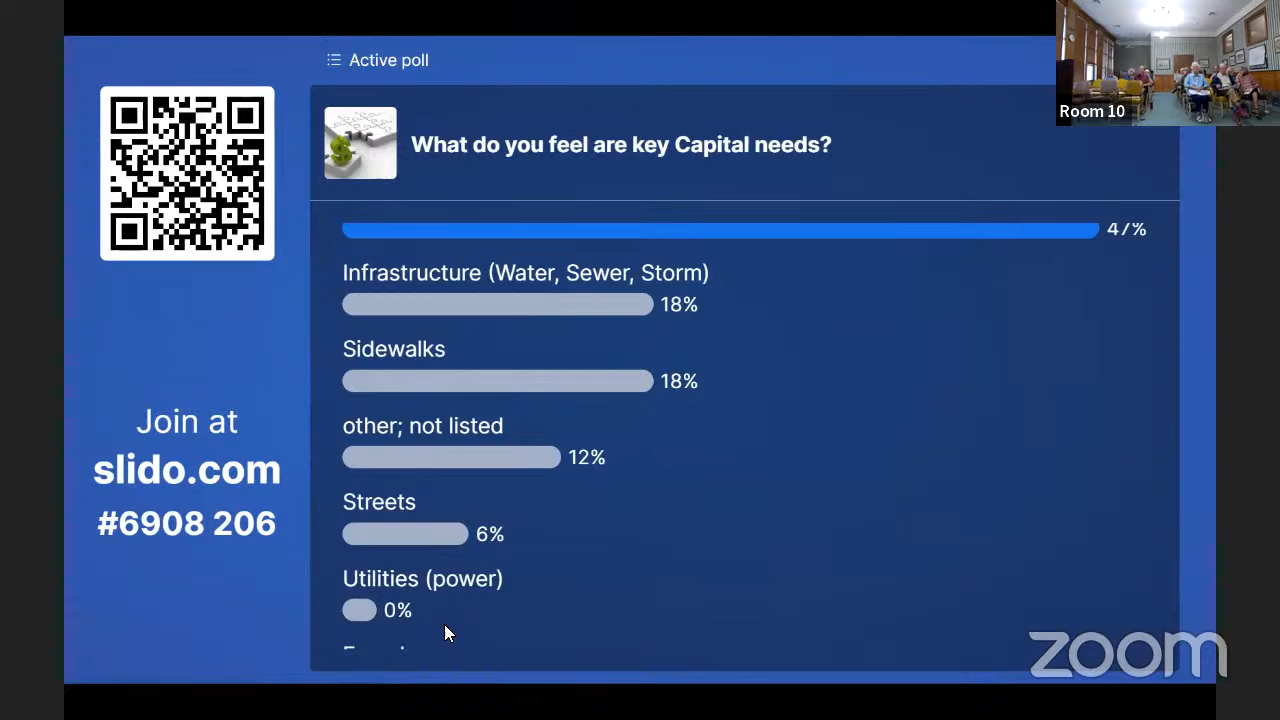 Active poll
Room 10
What do you feel are key Capital needs?
47%
Infrastructure (Water, Sewer, Storm)
18%
Sidewalks
18%
other; not listed
12%
Streets
6%
Utilities (power)
0%
Join at
slido.com
#6908 206
zoom